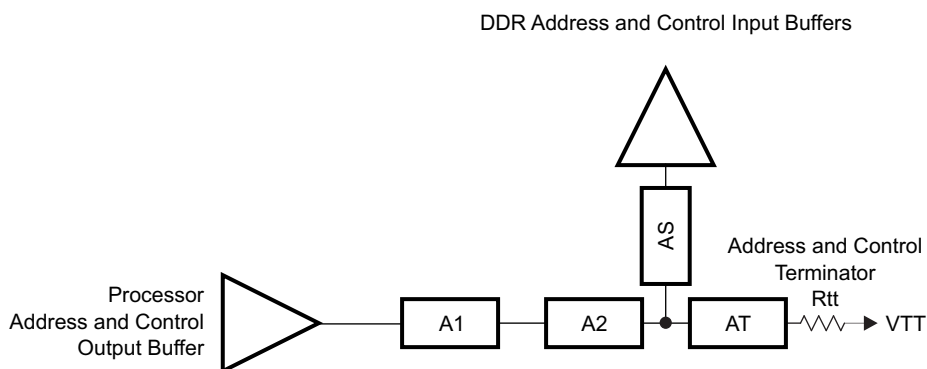 DDR Address and Control Input Buffers
AS
Address and Control
Terminator
Rtt
Processor
Address and Control
Output Buffer
A1
A2
AT
VTT